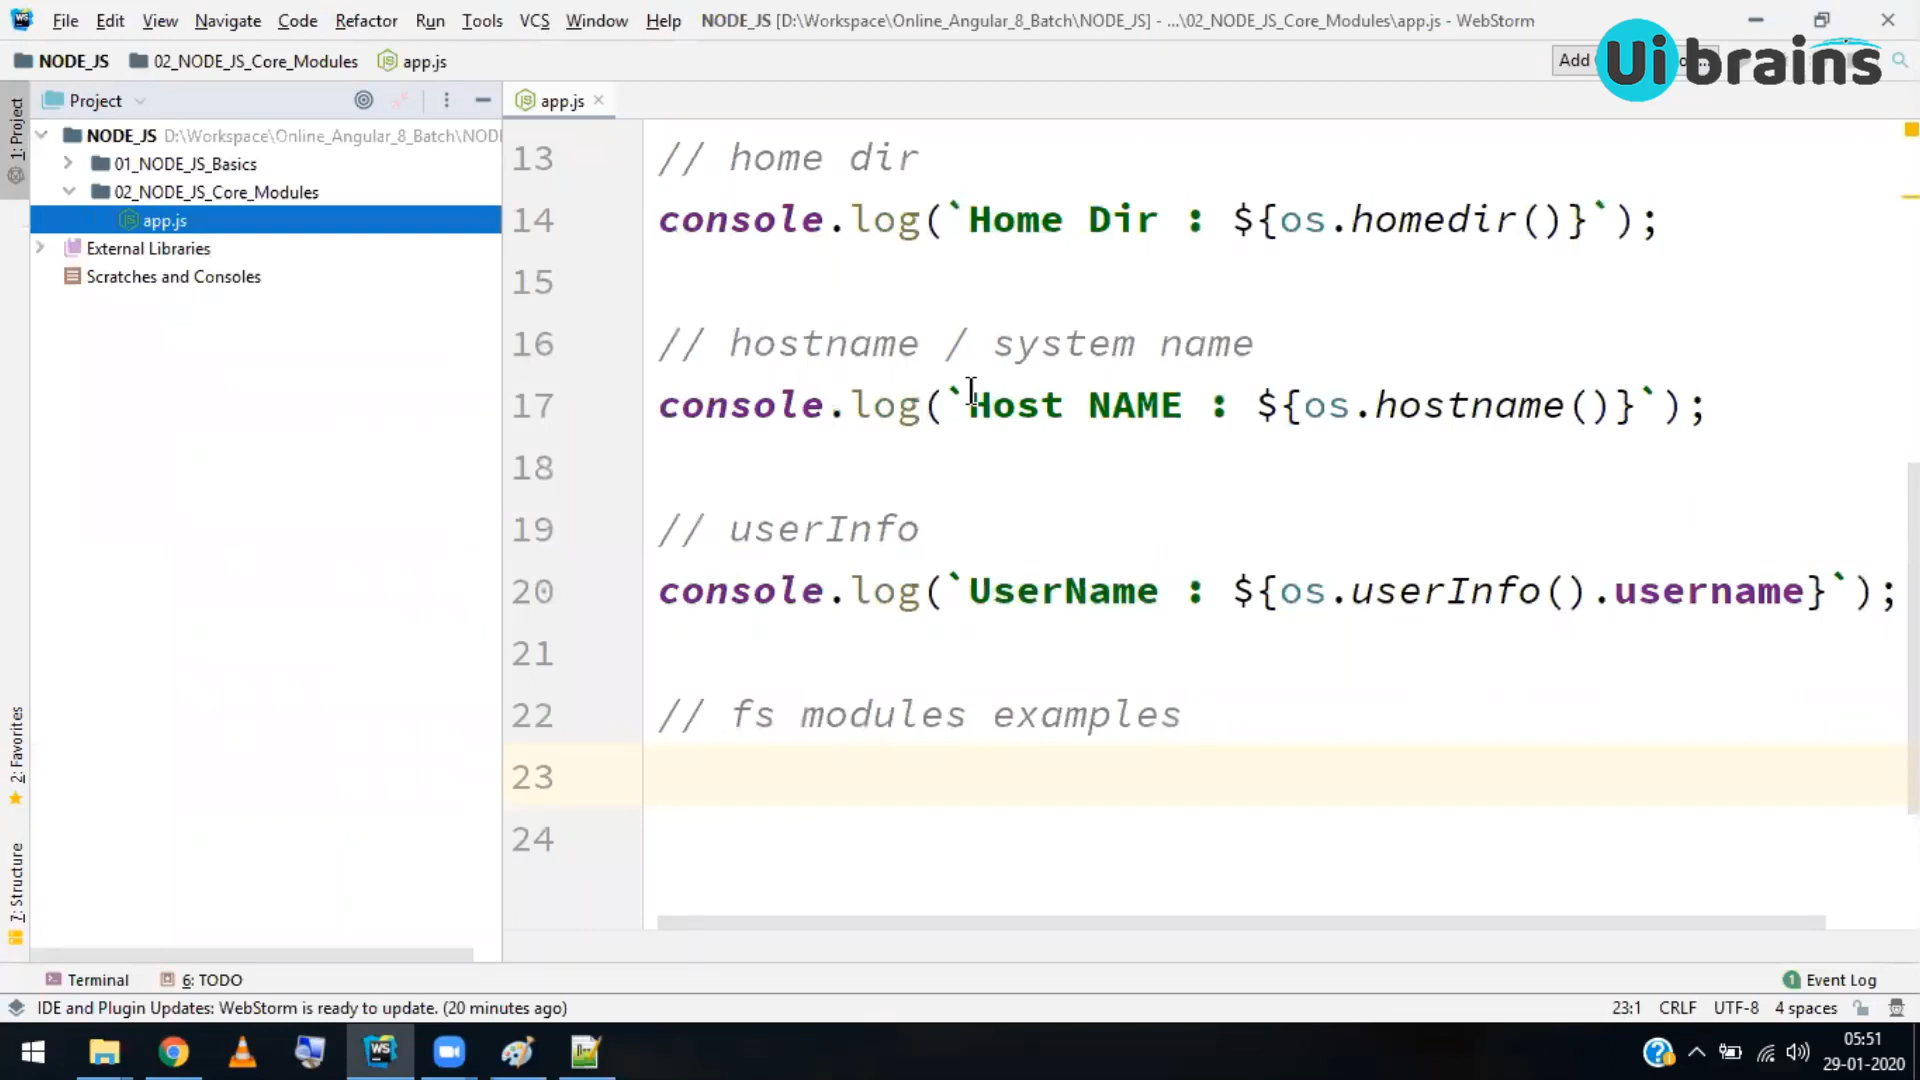 File Edit View Navigate Code Refactor Run Tools VCS Window Help NODE_JS [D:\Workspace\Online_Angular_8_Batch\NODE_JS] - ...\02_NODE_JS_Core_Modules\app.js - WebStorm
NODE_JS 02_NODE_JS_Core_Modules app.js Add
Ui brains
Project
app.js
1: Project
NODE_JS D:\Workspace\Online_Angular_8_Batch\NOD
01_NODE_JS_Basics
02_NODE_JS_Core_Modules
app.js
External Libraries
Scratches and Consoles
13 // home dir
14 console.log(`Home Dir : ${os.homedir()}`);
15
16 // hostname / system name
17 console.log(`Host NAME : ${os.hostname()}`);
18
19 // userInfo
20 console.log(`UserName : ${os.userInfo().username}`);
21
22 // fs modules examples
23
24
2: Favorites
7: Structure
Terminal 6: TODO
1 Event Log
IDE and Plugin Updates: WebStorm is ready to update. (20 minutes ago)
23:1 CRLF UTF-8 4 spaces
WS
05:51
29-01-2020